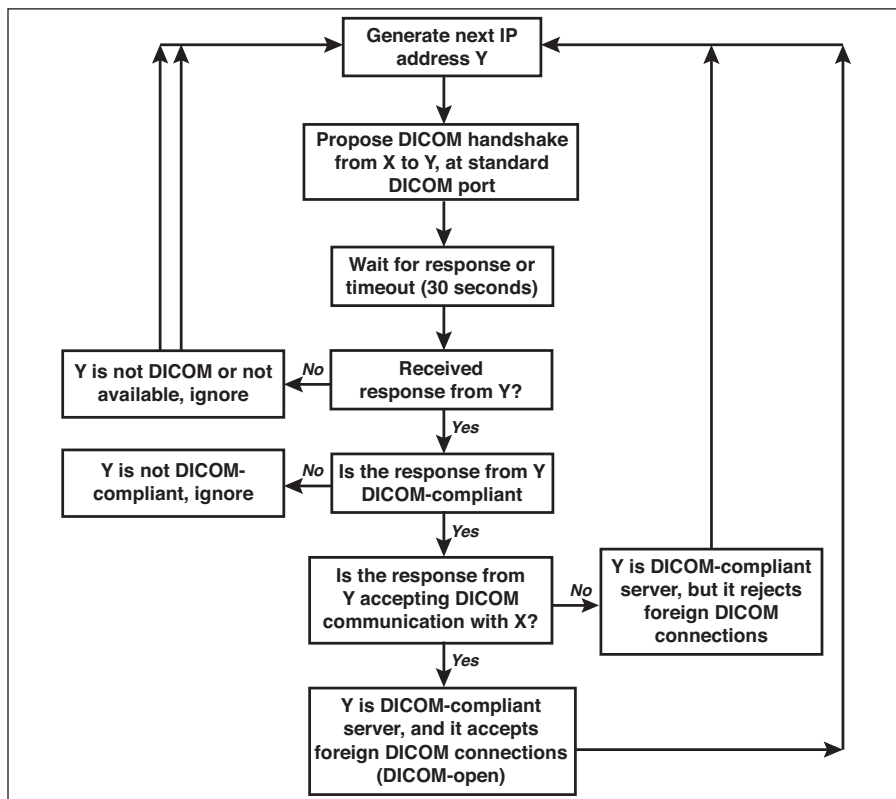 Generate next IP
address Y
Propose DICOM handshake
from X to Y, at standard
DICOM port
Wait for response or
timeout (30 seconds)
Y is not DICOM or not
available, ignore
No
Received
response from Y?
Yes
Y is not DICOM-
compliant, ignore
No
Is the response from Y
DICOM-compliant
Yes
Is the response from
Y accepting DICOM
communication with X?
No
Y is DICOM-compliant
server, but it rejects
foreign DICOM
connections
Yes
Y is DICOM-compliant
server, and it accepts
foreign DICOM connections
(DICOM-open)